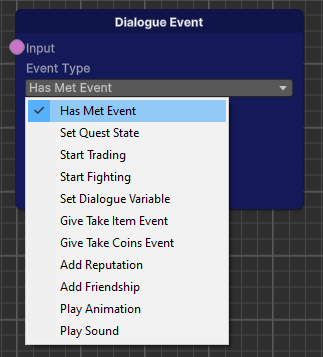 Dialogue Event
Input
Event Type
Has Met Event
Has Met Event
Set Quest State
Start Trading
Start Fighting
Set Dialogue Variable
Give Take Item Event
Give Take Coins Event
Add Reputation
Add Friendship
Play Animation
Play Sound